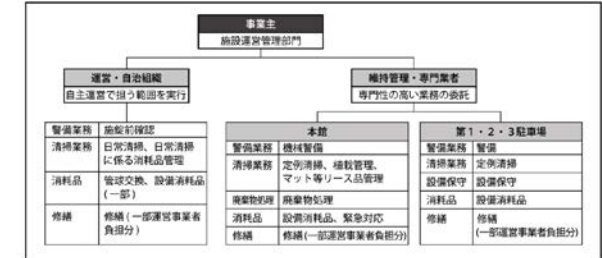 事業主
施設運営管理部門
運営・自治組織
自主運営で担う範囲を実行
維持管理・専門業者
専門性の高い業務の委託
警備業務 施錠前確認
清掃業務 日常清掃、日常清掃
に係る消耗品管理
消耗品 管球交換、設備消耗品
(一部)
修繕 修繕(一部運営事業者
負担分)
本館
警備業務 機械警備
清掃業務 定例清掃、植栽管理、
マット等リース品管理
廃棄物処理 廃棄物処理
消耗品 設備消耗品、緊急対応
修繕 修繕(一部運営事業者負担分)
第1・2・3駐車場
警備業務 警備
清掃業務 定例清掃
設備保守 設備保守
消耗品 設備消耗品
修繕 修繕
(一部運営事業者負担分)